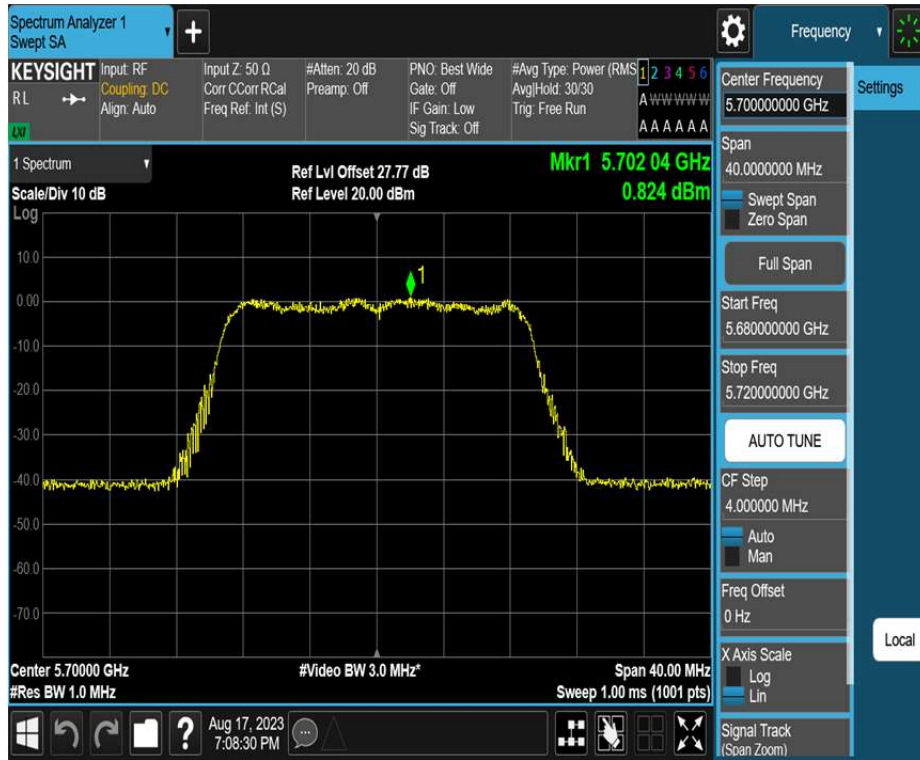 Spectrum Analyzer 1
Swept SA
+
Frequency
KEYSIGHT
R L
LXI
Input: RF
Coupling: DC
Align: Auto
Input Z: 50 Ω
Corr CCorr RCal
Freq Ref: Int (S)
#Atten: 20 dB
Preamp: Off
PNO: Best Wide
Gate: Off
IF Gain: Low
Sig Track: Off
#Avg Type: Power (RMS
Avg|Hold: 30/30
Trig: Free Run
1 2 3 4 5 6
A W W W W W
A A A A A A
1 Spectrum
Scale/Div 10 dB
Log
Ref Lvl Offset 27.77 dB
Ref Level 20.00 dBm
Mkr1 5.702 04 GHz
0.824 dBm
1
10.0
0.00
-10.0
-20.0
-30.0
-40.0
-50.0
-60.0
-70.0
Center 5.70000 GHz
#Res BW 1.0 MHz
#Video BW 3.0 MHz*
Span 40.00 MHz
Sweep 1.00 ms (1001 pts)
?
Aug 17, 2023
7:08:30 PM
Center Frequency
5.700000000 GHz
Settings
Span
40.0000000 MHz
Swept Span
Zero Span
Full Span
Start Freq
5.680000000 GHz
Stop Freq
5.720000000 GHz
AUTO TUNE
CF Step
4.000000 MHz
Auto
Man
Freq Offset
0 Hz
Local
X Axis Scale
Log
Lin
Signal Track
(Span Zoom)